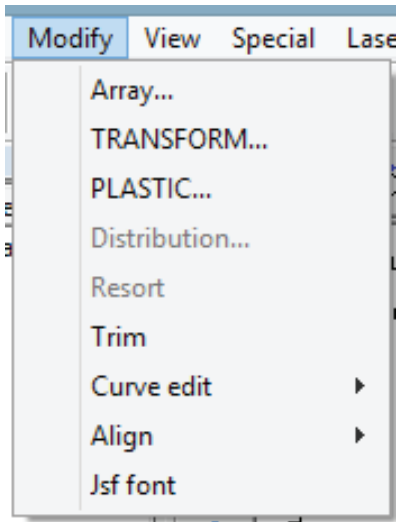 Modify View Special
Array...
TRANSFORM...
PLASTIC...
Distribution...
Resort
Trim
Curve edit
Align
Jsf font